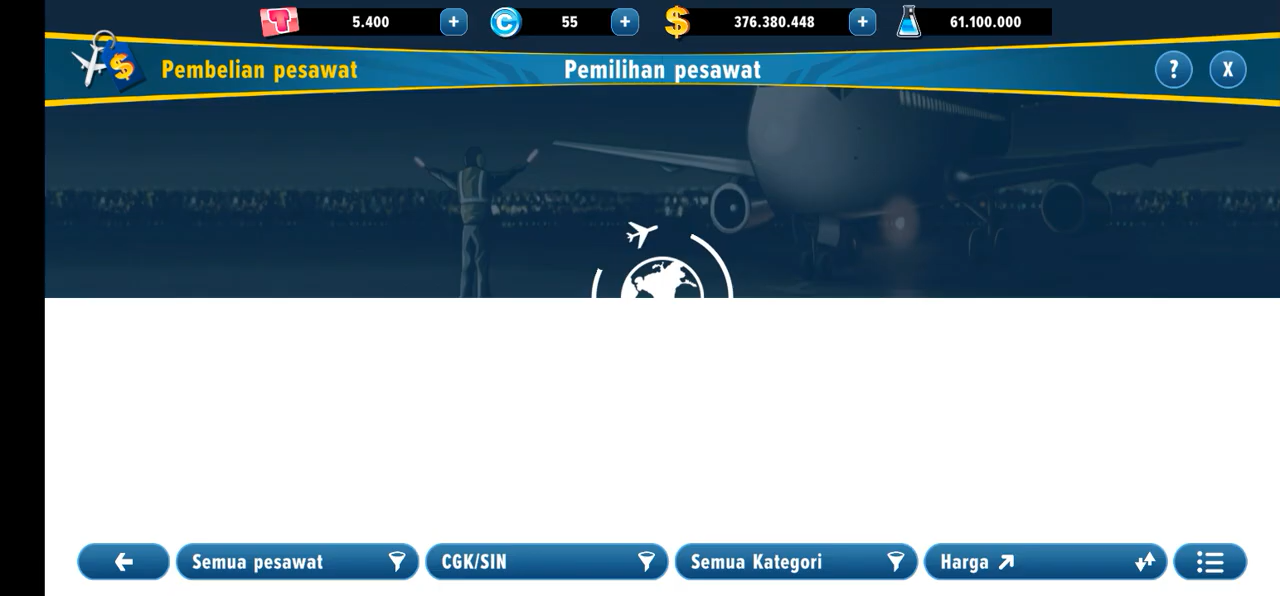 5.400
55
376.380.448
61.100.000
Pembelian pesawat
Pemilihan pesawat
?
X
Semua pesawat
CGK/SIN
Semua Kategori
Harga